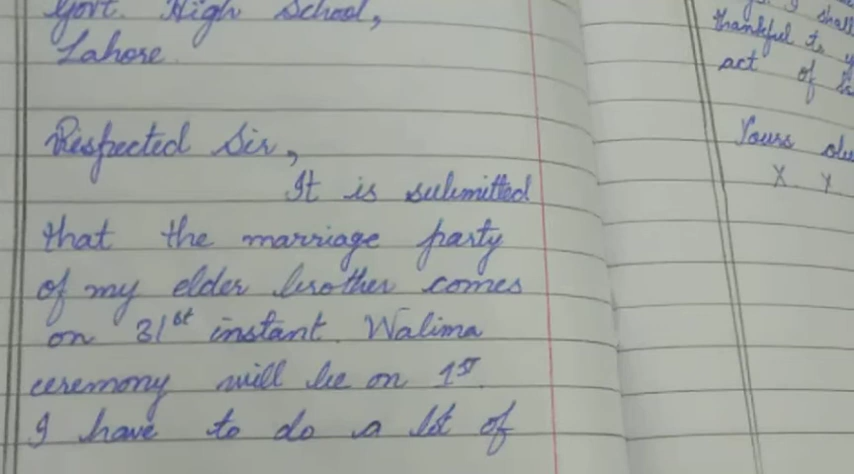 Govt. High School,
Lahore.
Respected Sir,
It is submitted
that the marriage party
of my elder brother comes
on 31st instant. Walima
ceremony will be on 1st.
I have to do a lot of
shall
thankful to
act of
Yours
X Y